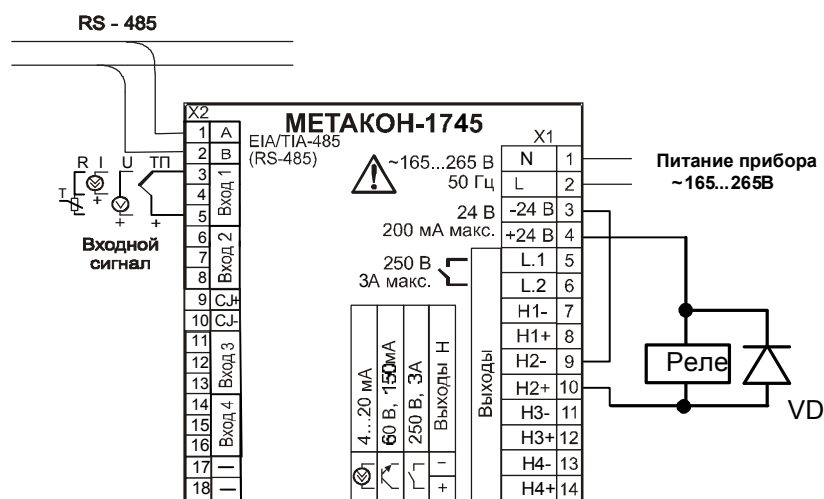 RS - 485
X2
МЕТАКОН-1745
X1
1 A
2 B
EIA/TIA-485
(RS-485)
3
4
5
Вход 1
6
7
8
Вход 2
9 CJ+
10 CJ-
11
12
13
Вход 3
14
15
16
Вход 4
17 —
18 —
R I U ТП
T
+
+ +
Входной
сигнал
~165...265 В
50 Гц
24 В
200 мА макс.
250 В
3А макс.
N 1
L 2
-24 В 3
+24 В 4
L.1 5
L.2 6
H1- 7
H1+ 8
H2- 9
H2+ 10
H3- 11
H3+ 12
H4- 13
H4+ 14
Выходы
4...20 мА
60 В, 150мА
250 В, 3А
Выходы Н
+ –
Питание прибора
~165...265В
Реле
VD